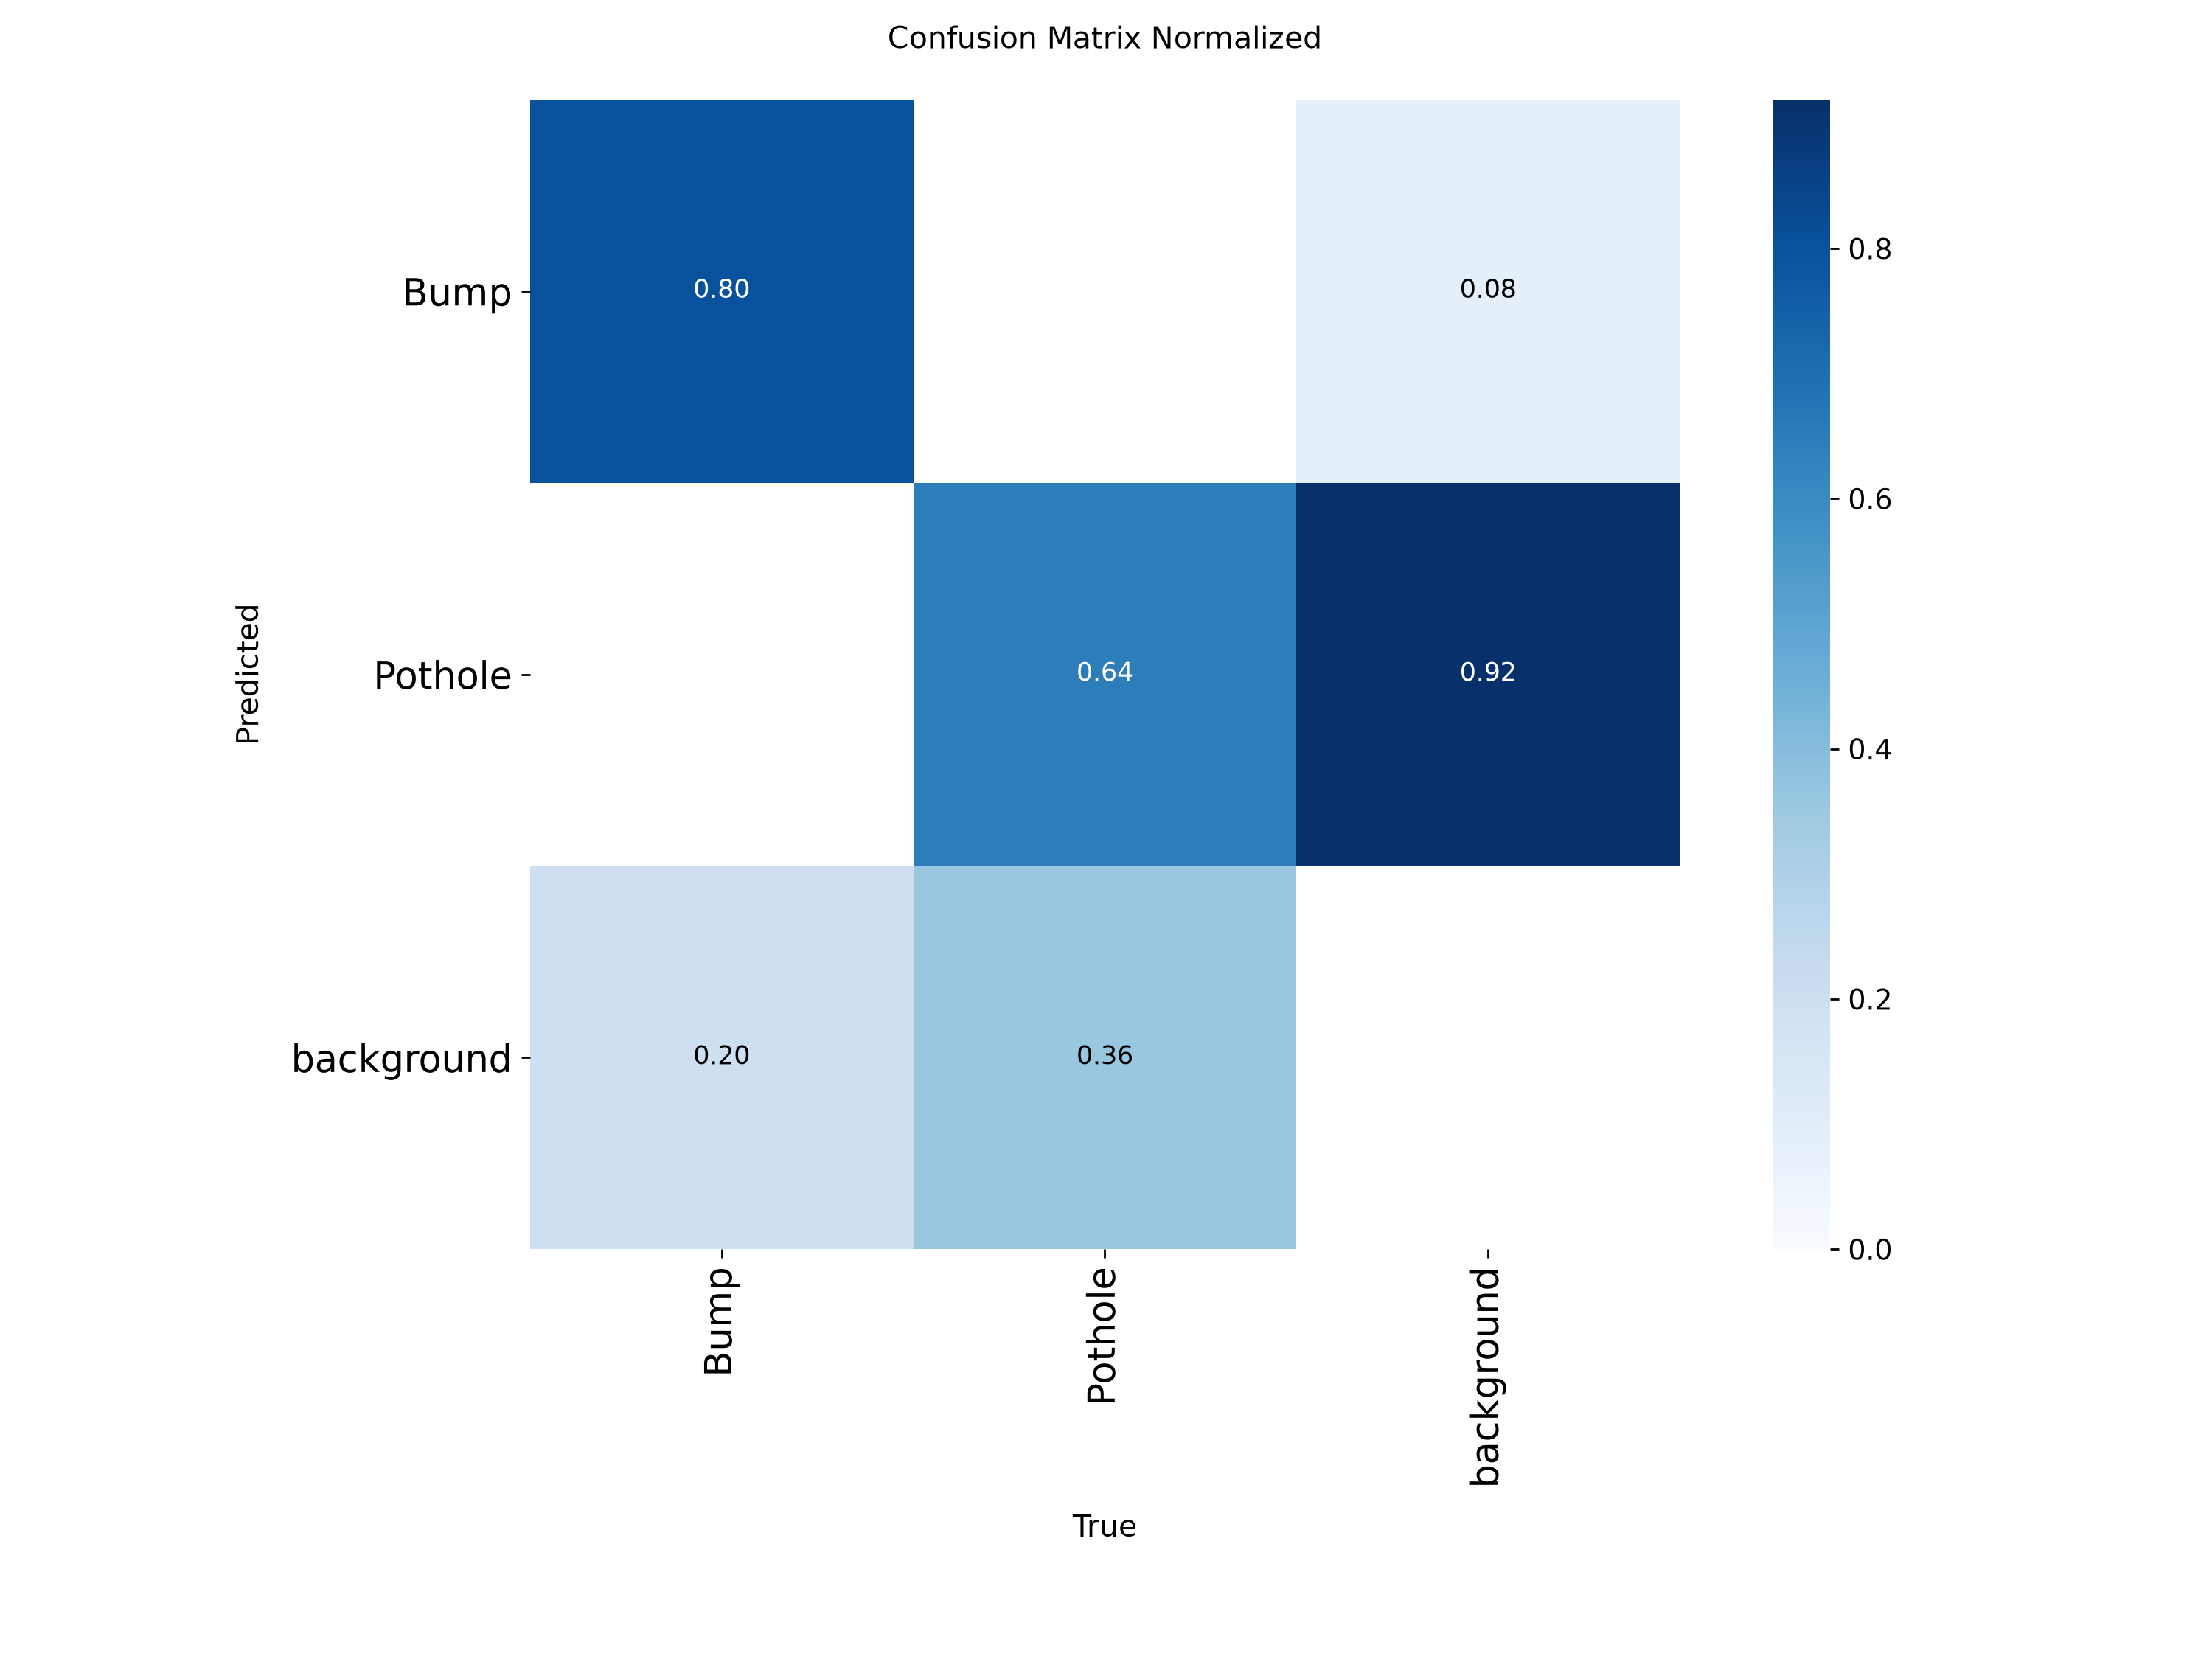 Confusion Matrix Normalized
Predicted
Bump
Pothole
background
0.80
0.08
0.64
0.92
0.20
0.36
0.8
0.6
0.4
0.2
0.0
Bump
Pothole
background
True